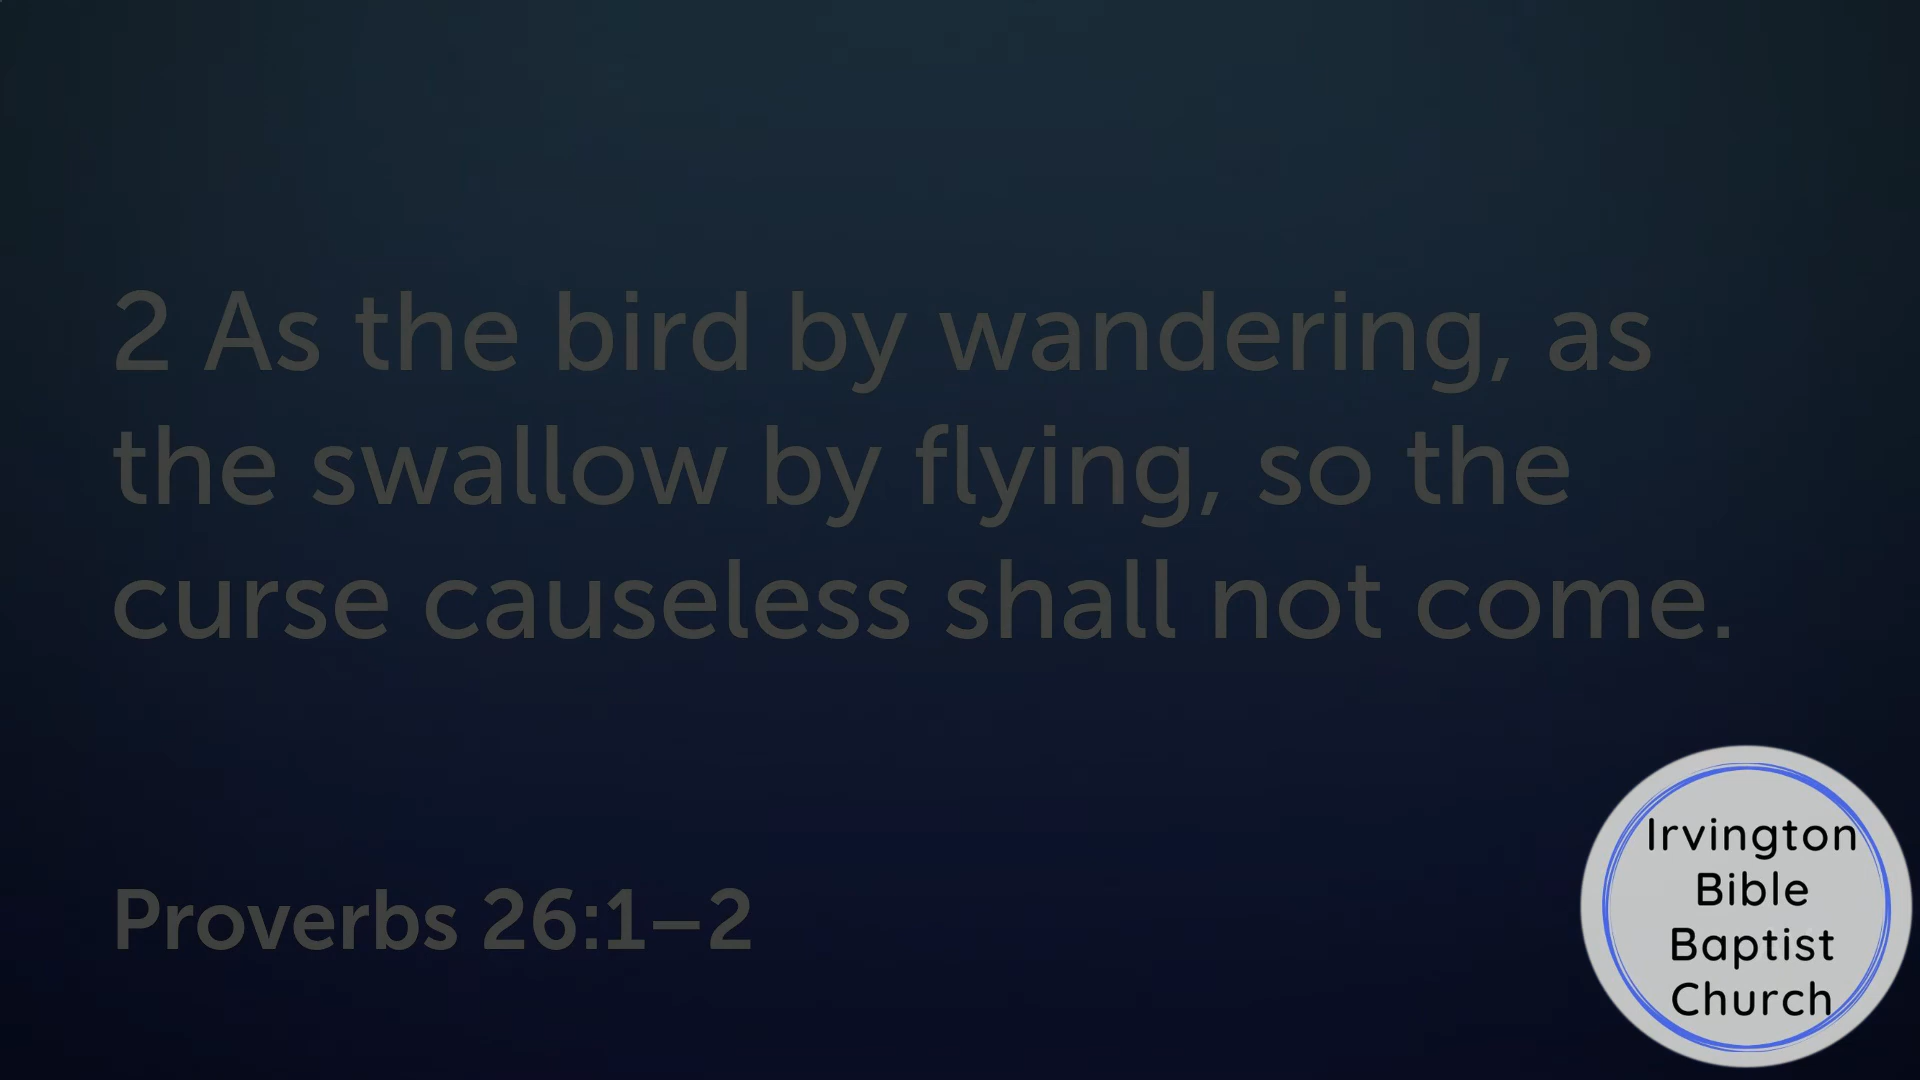 2 As the bird by wandering, as
the swallow by flying, so the
curse causeless shall not come.
Proverbs 26:1–2
Irvington
Bible
Baptist
Church